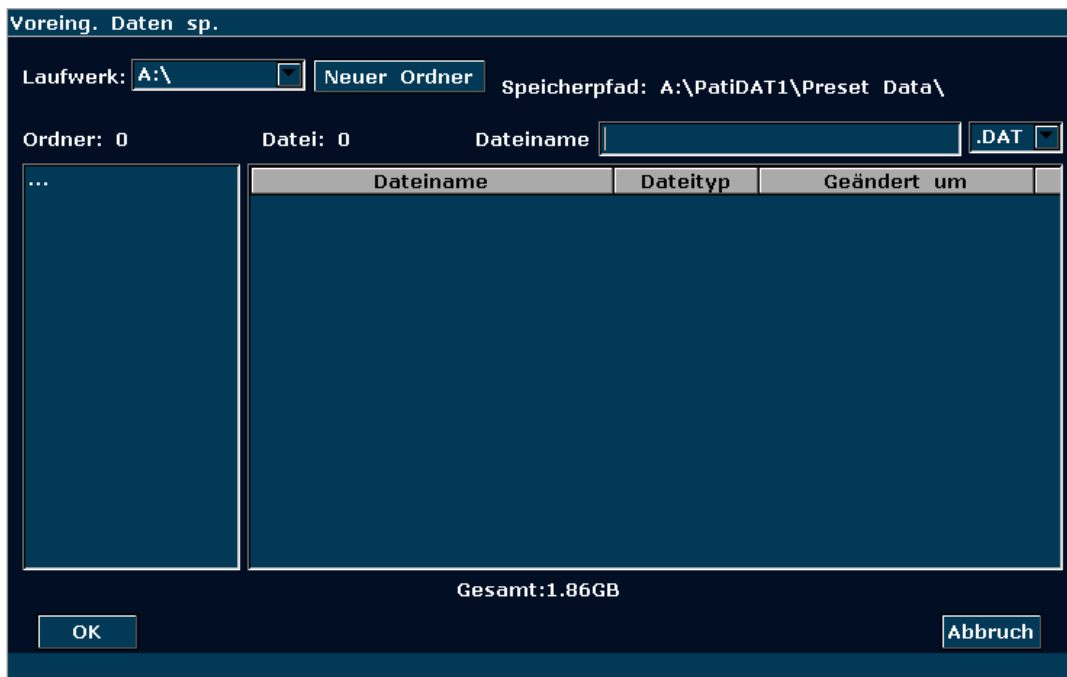 Voreing. Daten sp.
Laufwerk: A:\ Neuer Ordner Speicherpfad: A:\PatiDAT1\Preset Data\
Ordner: 0 Datei: 0 Dateiname .DAT
...
Dateiname Dateityp Geändert um
Gesamt:1.86GB
OK Abbruch